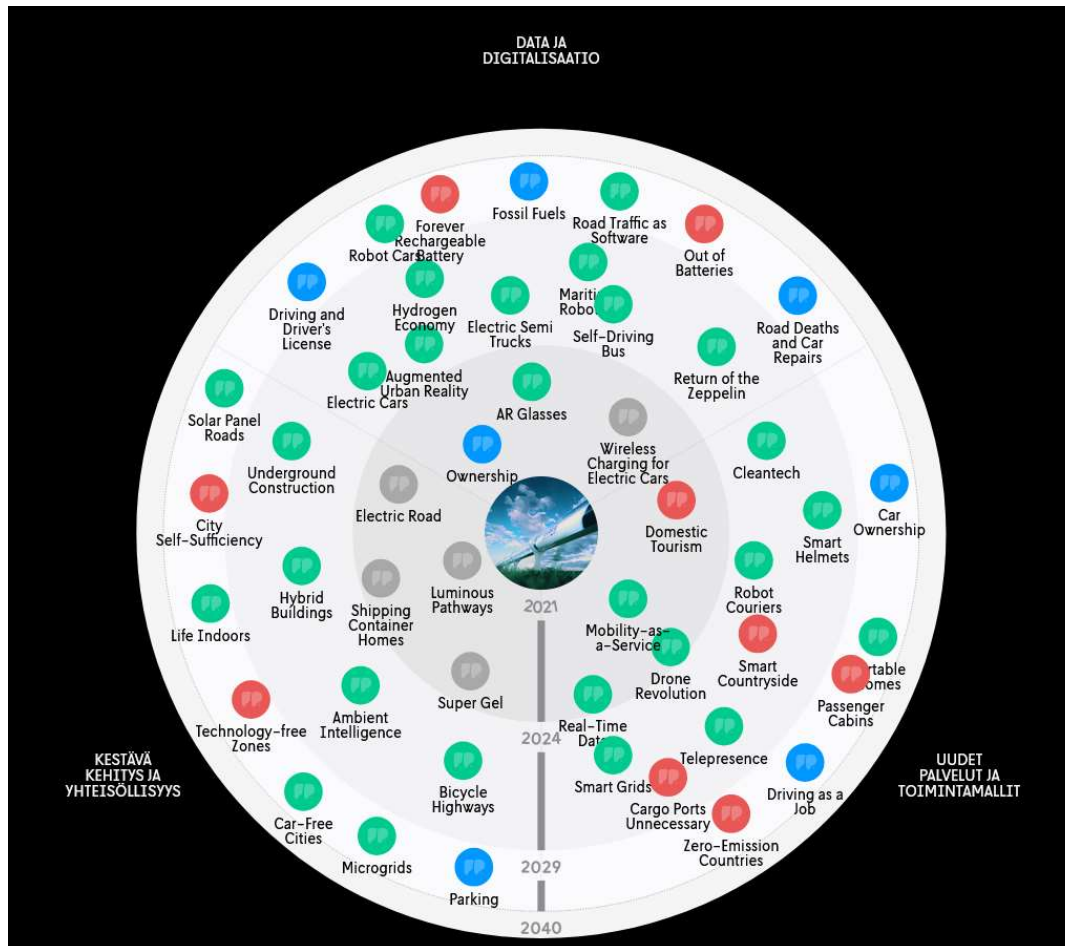 DATA JA
DIGITALISAATIO
Forever
Rechargeable
Battery
Fossil Fuels
Road Traffic as
Software
Robot Cars
Out of
Batteries
Driving and
Driver's
License
Hydrogen
Economy
Electric Semi
Trucks
Self-Driving
Bus
Road Deaths
and Car
Repairs
Return of the
Zeppelin
Augmented
Urban Reality
Electric Cars
AR Glasses
Solar Panel
Roads
Ownership
Wireless
Charging for
Electric Cars
Underground
Construction
Cleantech
Electric Road
City
Self-Sufficiency
Domestic
Tourism
Smart
Helmets
Car
Ownership
Hybrid
Buildings
Shipping
Container
Homes
Luminous
Pathways
2021
Robot
Couriers
Life Indoors
Mobility-as-
a-Service
Drone
Revolution
Smart
Countryside
Passenger
Cabins
Super Gel
Ambient
Intelligence
Technology-free
Zones
Real-Time
2024
Telepresence
KESTÄVÄ
KEHITYS JA
YHTEISÖLLISYYS
UUDET
PALVELUT JA
TOIMINTAMALLIT
Bicycle
Highways
Smart Grids
Cargo Ports
Unnecessary
Driving as a
Job
Car-Free
Cities
Zero-Emission
Countries
Microgrids
2029
Parking
2040